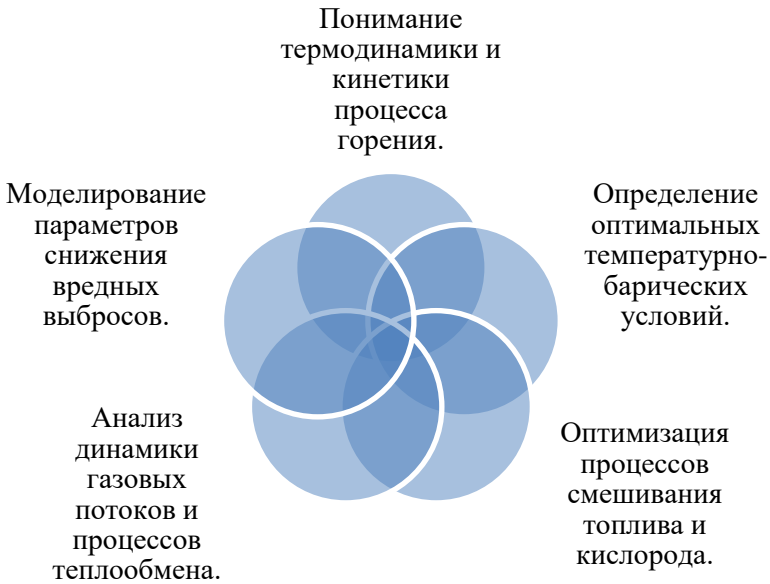 Понимание
термодинамики и
кинетики
процесса
горения.
Определение
оптимальных
температурно-
барических
условий.
Оптимизация
процессов
смешивания
топлива и
кислорода.
Анализ
динамики
газовых
потоков и
процессов
теплообмена.
Моделирование
параметров
снижения
вредных
выбросов.